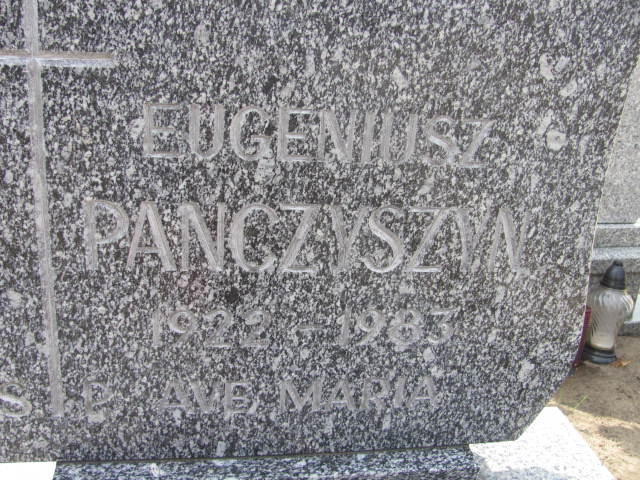 EUGENIUSZ
PANCZYSZYN
1922 – 1983
S P. AVE MARIA